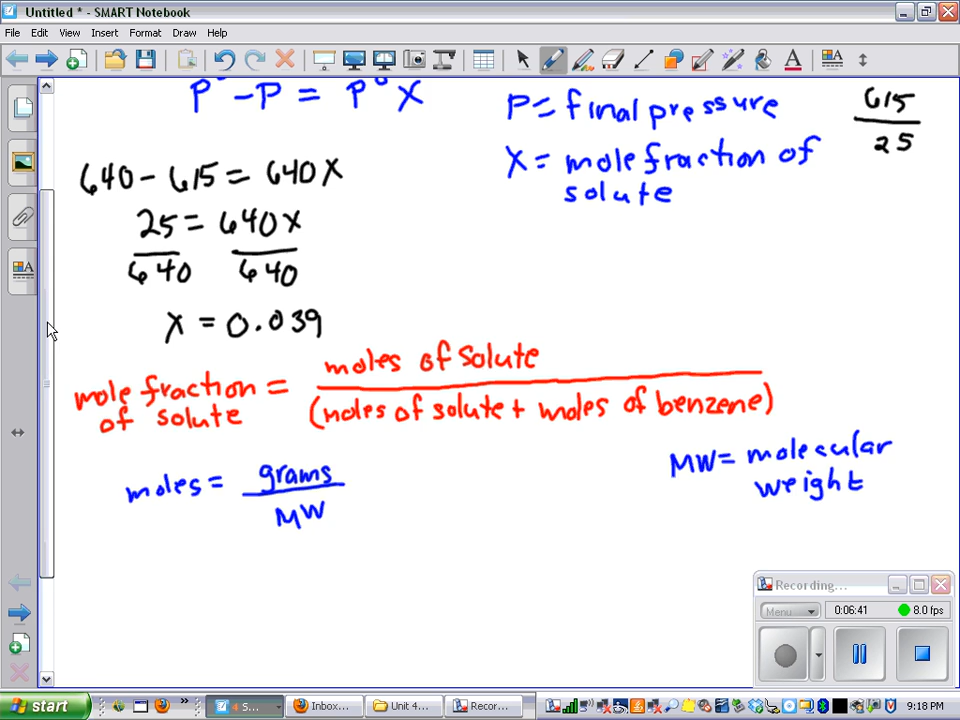 Untitled * - SMART Notebook
File Edit View Insert Format Draw Help
P° - P = P° X
P = final pressure
615
25
X = mole fraction of
solute
640 - 615 = 640X
25 = 640X
640 640
X = 0.039
mole fraction = moles of solute
of solute (moles of solute + moles of benzene)
moles = grams
MW
MW = molecular
weight
Recording...
Menu 0:06:41 8.0 fps
start 4 S... Inbox... Unit 4... Recor... 9:18 PM